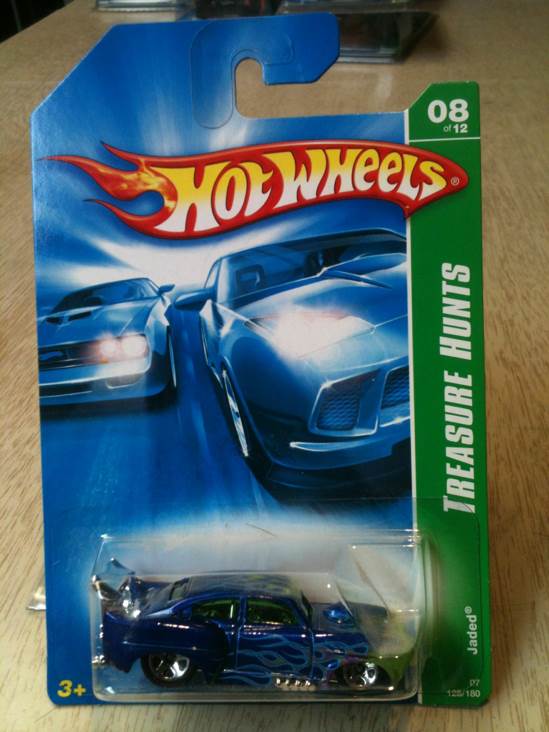 08
of 12
HOT WHEELS®
TREASURE HUNTS
Jaded®
07
125/180
3+